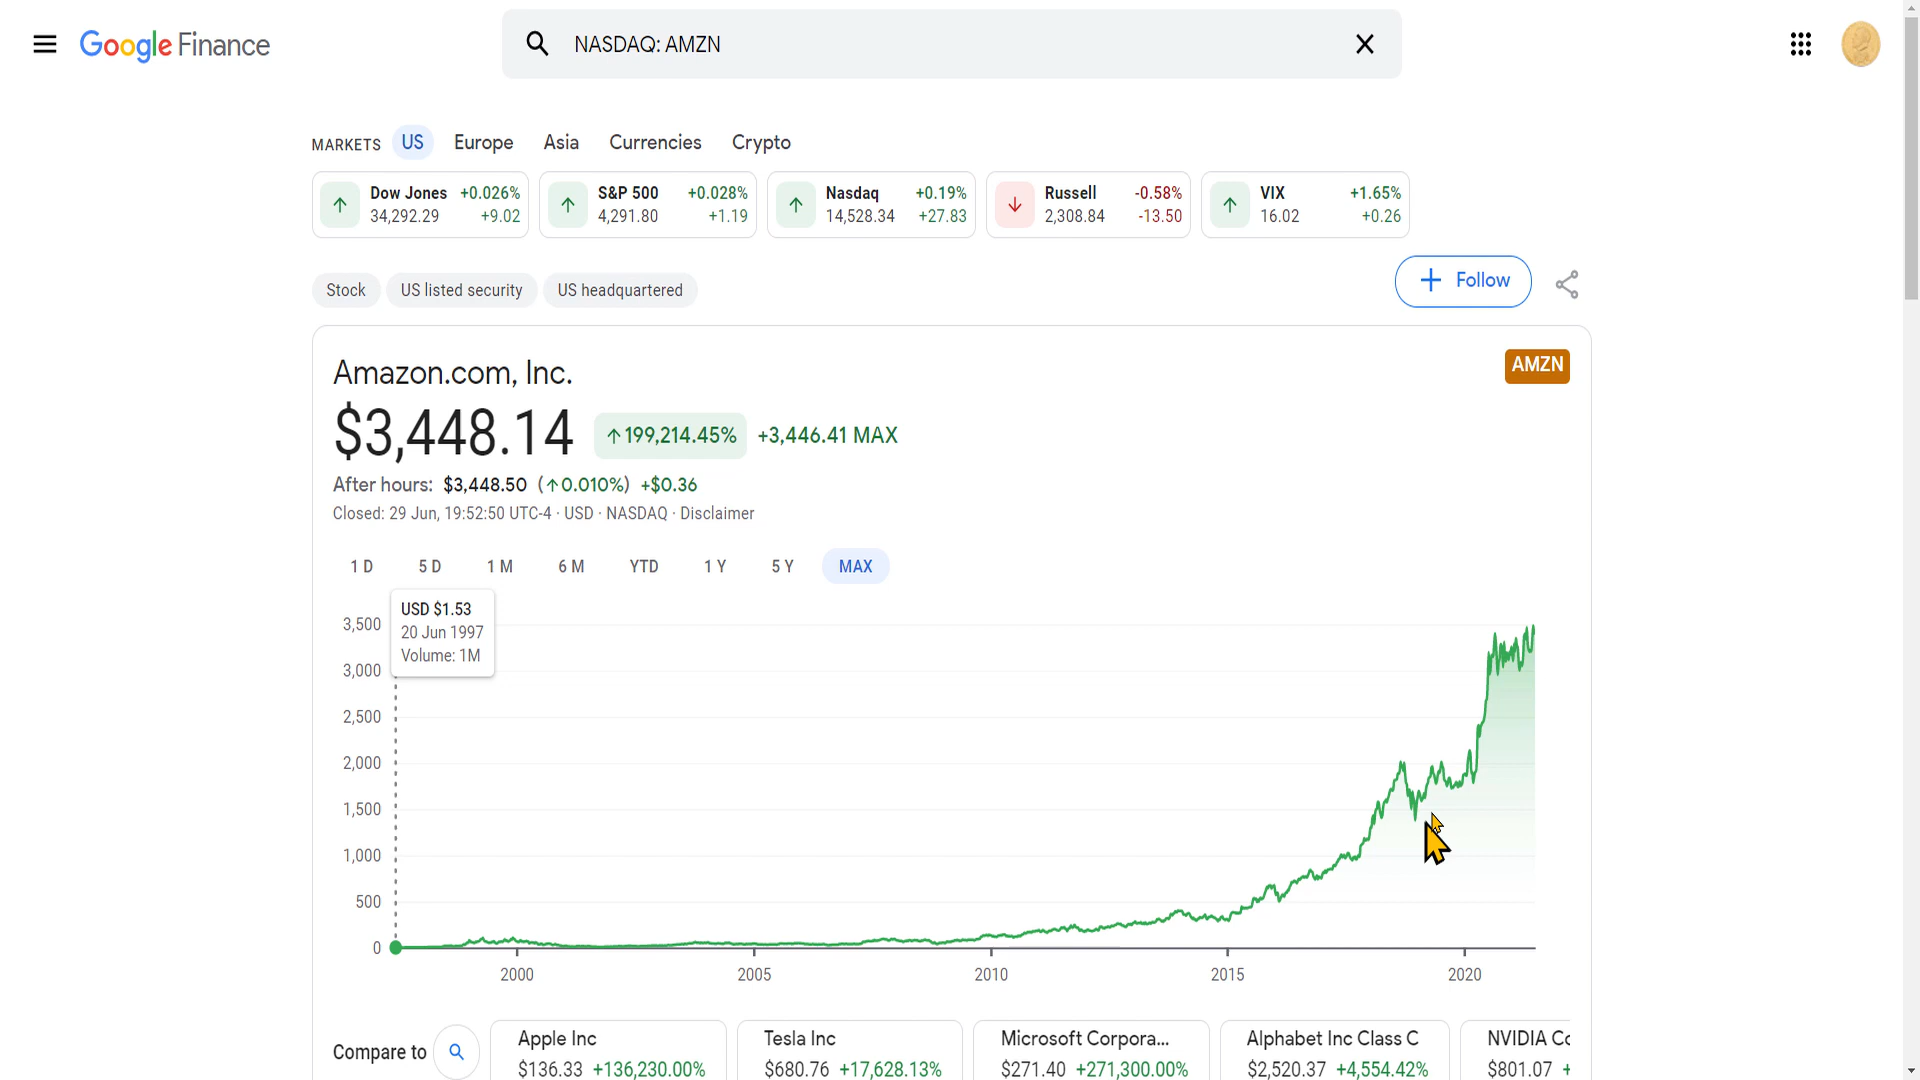 Google Finance
NASDAQ: AMZN
MARKETS US Europe Asia Currencies Crypto
Dow Jones +0.026%
34,292.29 +9.02
S&P 500 +0.028%
4,291.80 +1.19
Nasdaq +0.19%
14,528.34 +27.83
Russell -0.58%
2,308.84 -13.50
VIX +1.65%
16.02 +0.26
Stock US listed security US headquartered
Follow
Amazon.com, Inc.
AMZN
$3,448.14 ↑199,214.45% +3,446.41 MAX
After hours: $3,448.50 (↑0.010%) +$0.36
Closed: 29 Jun, 19:52:50 UTC-4 · USD · NASDAQ · Disclaimer
1 D 5 D 1 M 6 M YTD 1 Y 5 Y MAX
USD $1.53
20 Jun 1997
Volume: 1M
3,500
3,000
2,500
2,000
1,500
1,000
500
0
2000 2005 2010 2015 2020
Compare to
Apple Inc
$136.33 +136,230.00%
Tesla Inc
$680.76 +17,628.13%
Microsoft Corpora...
$271.40 +271,300.00%
Alphabet Inc Class C
$2,520.37 +4,554.42%
NVIDIA Co
$801.07 +